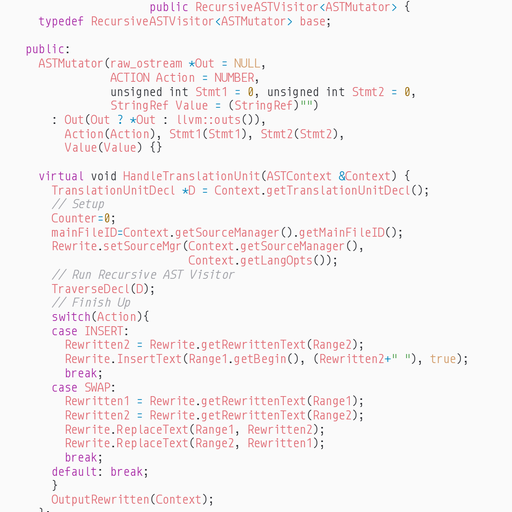 public RecursiveASTVisitor<ASTMutator> {
typedef RecursiveASTVisitor<ASTMutator> base;
public:
ASTMutator(raw_ostream *Out = NULL,
ACTION Action = NUMBER,
unsigned int Stmt1 = 0, unsigned int Stmt2 = 0,
StringRef Value = (StringRef)"")
: Out(Out ? *Out : llvm::outs()),
Action(Action), Stmt1(Stmt1), Stmt2(Stmt2),
Value(Value) {}
virtual void HandleTranslationUnit(ASTContext &Context) {
TranslationUnitDecl *D = Context.getTranslationUnitDecl();
// Setup
Counter=0;
mainFileID=Context.getSourceManager().getMainFileID();
Rewrite.setSourceMgr(Context.getSourceManager(),
Context.getLangOpts());
// Run Recursive AST Visitor
TraverseDecl(D);
// Finish Up
switch(Action){
case INSERT:
Rewritten2 = Rewrite.getRewrittenText(Range2);
Rewrite.InsertText(Range1.getBegin(), (Rewritten2+" "), true);
break;
case SWAP:
Rewritten1 = Rewrite.getRewrittenText(Range1);
Rewritten2 = Rewrite.getRewrittenText(Range2);
Rewrite.ReplaceText(Range1, Rewritten2);
Rewrite.ReplaceText(Range2, Rewritten1);
break;
default: break;
}
OutputRewritten(Context);
};